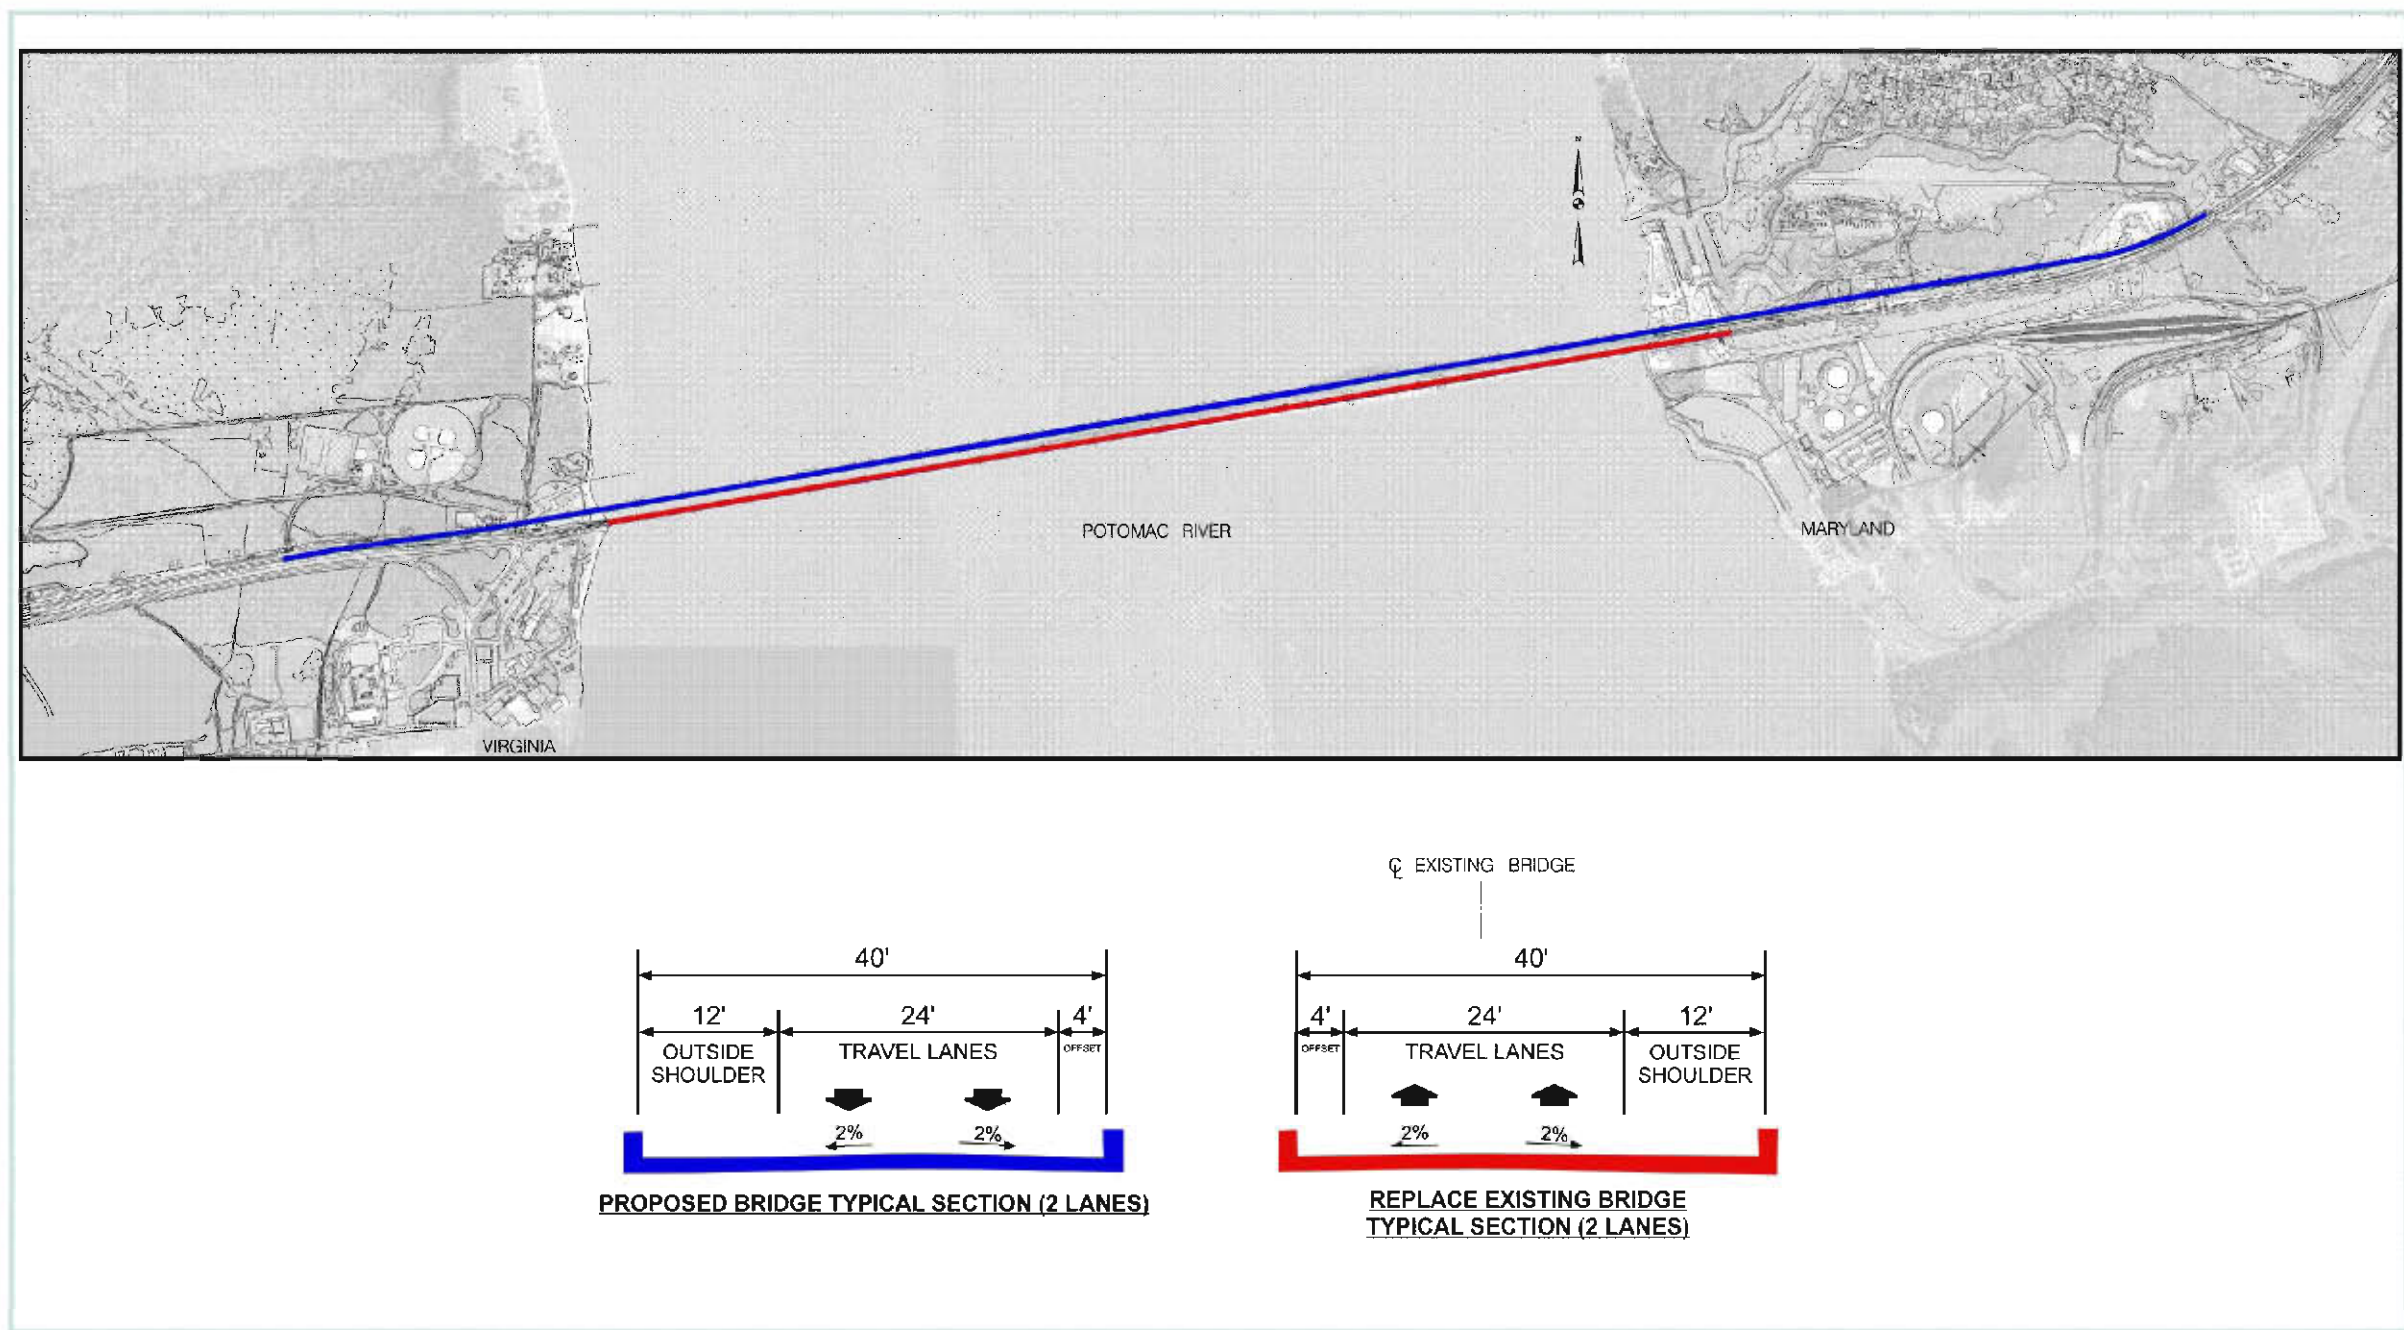 N
POTOMAC RIVER
MARYLAND
VIRGINIA
℄ EXISTING BRIDGE
40'
12' 24' 4'
OUTSIDE SHOULDER
TRAVEL LANES
OFFSET
2% 2%
PROPOSED BRIDGE TYPICAL SECTION (2 LANES)
40'
4' 24' 12'
OFFSET
TRAVEL LANES
OUTSIDE SHOULDER
2% 2%
REPLACE EXISTING BRIDGE
TYPICAL SECTION (2 LANES)